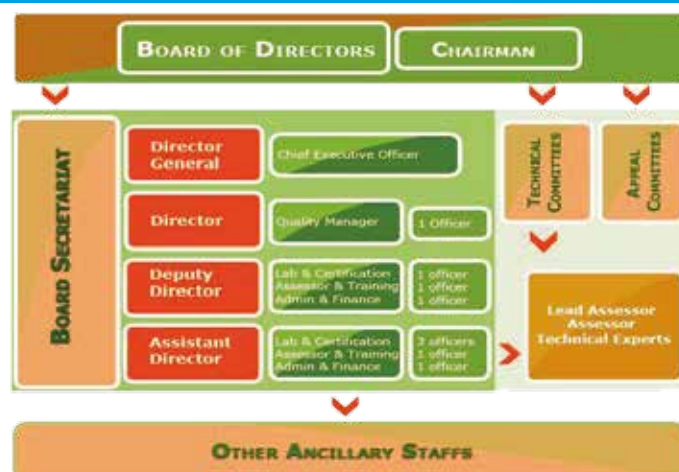 BOARD OF DIRECTORS
CHAIRMAN
BOARD SECRETARIAT
Director
General
Chief Executive Officer
Director
Quality Manager
1 Officer
Deputy
Director
Lab & Certification
Assessor & Training
Admin & Finance
1 officer
1 officer
1 officer
Assistant
Director
Lab & Certification
Assessor & Training
Admin & Finance
3 officers
1 officer
1 officer
TECHNICAL
COMMITTEES
APPEAL
COMMITTEES
Lead Assessor
Assessor
Technical Experts
OTHER ANCILLARY STAFFS